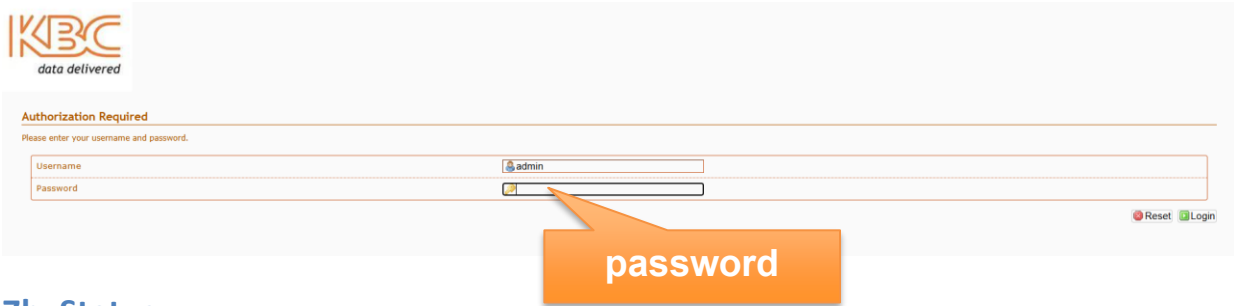 KBC
data delivered
Authorization Required
Please enter your username and password.
Username admin
Password
Reset Login
password